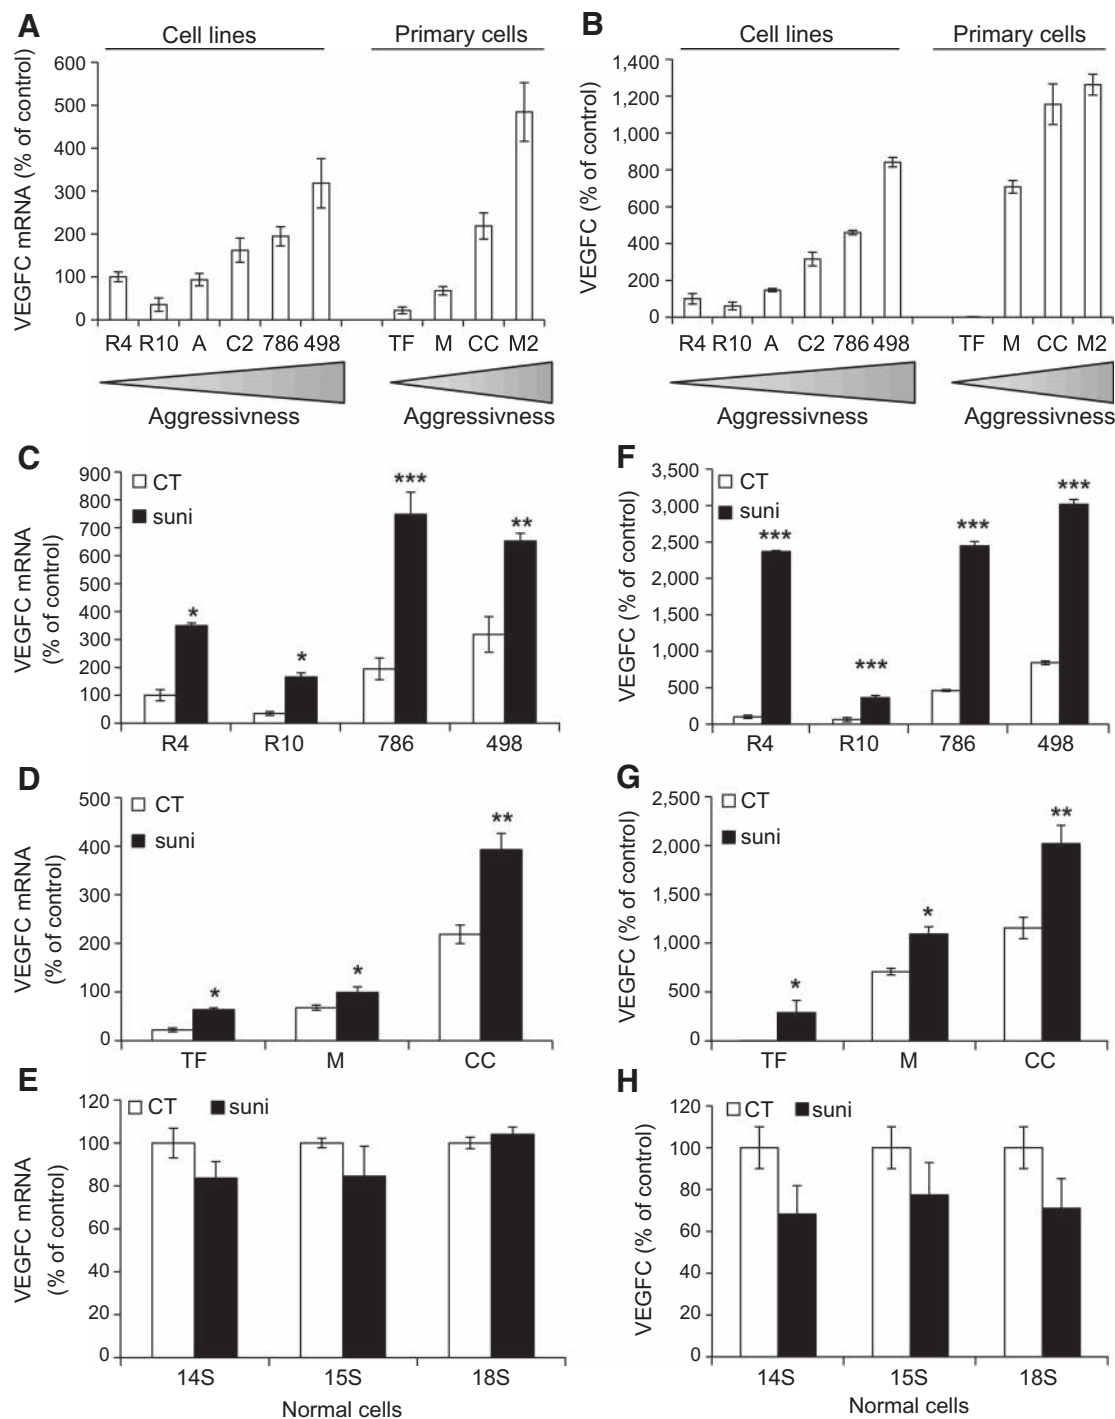 A
Cell lines
Primary cells
VEGFC mRNA (% of control)
600
500
400
300
200
100
0
R4 R10 A C2 786 498 TF M CC M2
Aggressivness
Aggressivness
B
Cell lines
Primary cells
VEGFC (% of control)
1,400
1,200
1,000
800
600
400
200
0
R4 R10 A C2 786 498 TF M CC M2
Aggressivness
Aggressivness
C
VEGFC mRNA
(% of control)
900
800
700
600
500
400
300
200
100
0
CT
suni
*
*
***
**
R4 R10 786 498
F
VEGFC (% of control)
3,500
3,000
2,500
2,000
1,500
1,000
500
0
CT
suni
***
***
***
***
R4 R10 786 498
D
VEGFC mRNA
(% of control)
500
400
300
200
100
0
CT
suni
*
*
**
TF M CC
G
VEGFC (% of control)
2,500
2,000
1,500
1,000
500
0
CT
suni
*
*
**
TF M CC
E
VEGFC mRNA
(% of control)
120
100
80
60
40
20
0
CT suni
14S 15S 18S
Normal cells
H
VEGFC (% of control)
120
100
80
60
40
20
0
CT suni
14S 15S 18S
Normal cells